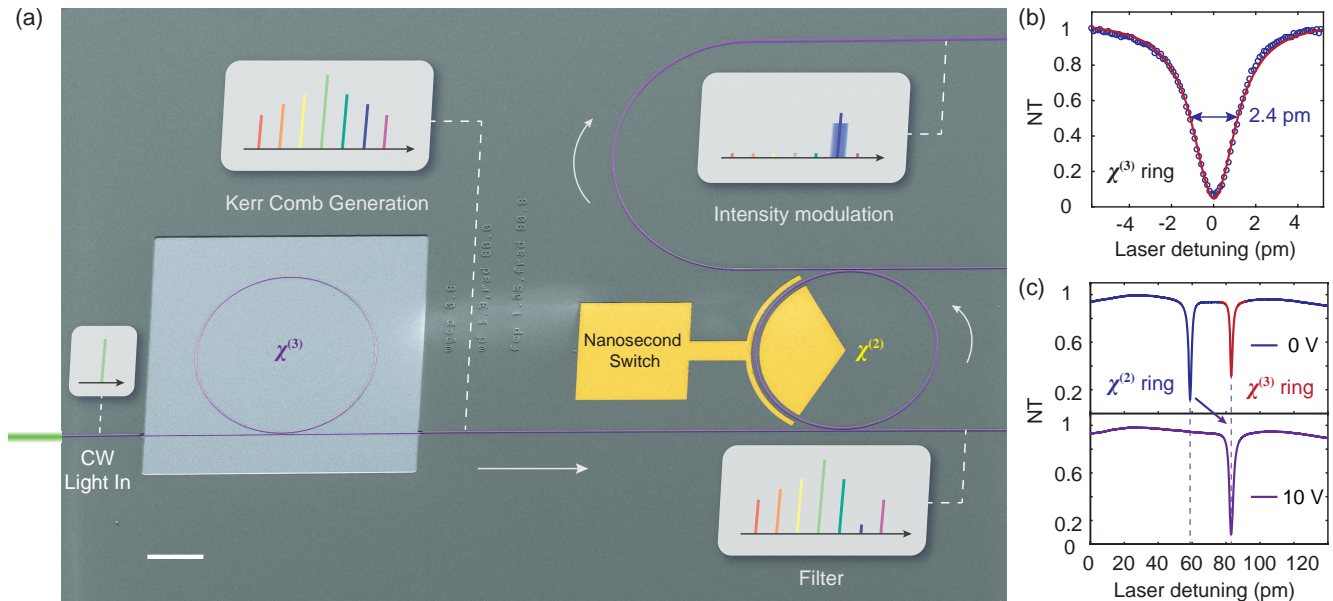 (a)
Kerr Comb Generation
Intensity modulation
χ(3)
Nanosecond
Switch
χ(2)
CW
Light In
Filter
(b)
NT
1
0.8
0.6
0.4
0.2
0
2.4 pm
χ(3) ring
-4 -2 0 2 4
Laser detuning (pm)
(c)
NT
1
0.6
0.2
0 V
χ(2) ring
χ(3) ring
1
0.6
0.2
0
10 V
0 20 40 60 80 100 120
Laser detuning (pm)